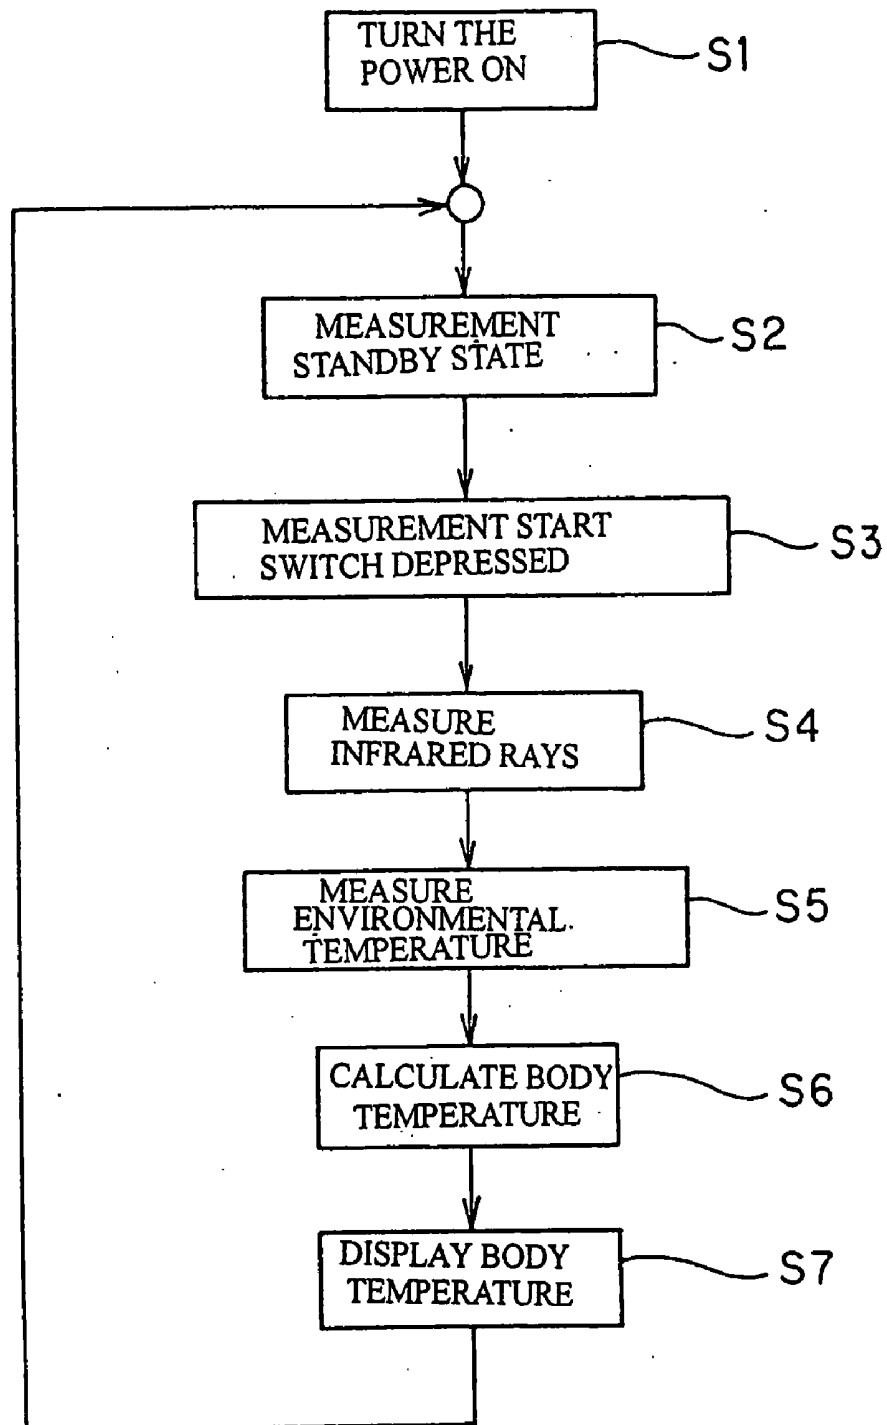 TURN THE
POWER ON
S1
MEASUREMENT
STANDBY STATE
S2
MEASUREMENT START
SWITCH DEPRESSED
S3
MEASURE
INFRARED RAYS
S4
MEASURE
ENVIRONMENTAL
TEMPERATURE
S5
CALCULATE BODY
TEMPERATURE
S6
DISPLAY BODY
TEMPERATURE
S7